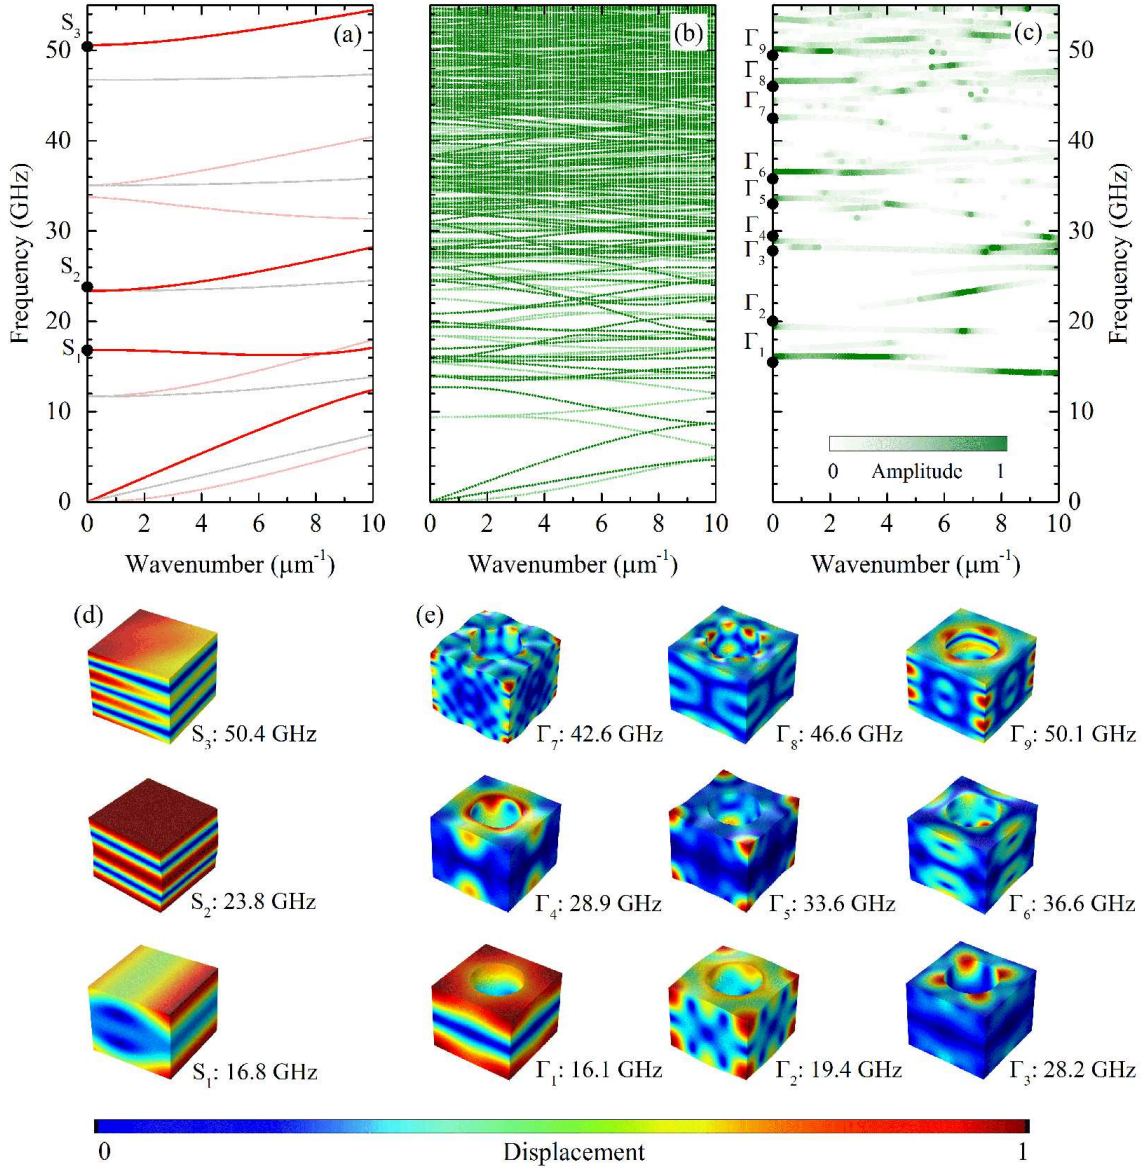 (a)
(b)
(c)
Frequency (GHz)
50
40
30
20
10
0
S₃
S₂
S₁
0 2 4 6 8 10
Wavenumber (μm⁻¹)
0 2 4 6 8 10
Wavenumber (μm⁻¹)
Γ₉
Γ₈
Γ₇
Γ₆
Γ₅
Γ₄
Γ₃
Γ₂
Γ₁
0 Amplitude 1
50
40
30
20
10
0
Frequency (GHz)
0 2 4 6 8 10
Wavenumber (μm⁻¹)
(d)
S₃: 50.4 GHz
S₂: 23.8 GHz
S₁: 16.8 GHz
(e)
Γ₇: 42.6 GHz
Γ₈: 46.6 GHz
Γ₉: 50.1 GHz
Γ₄: 28.9 GHz
Γ₅: 33.6 GHz
Γ₆: 36.6 GHz
Γ₁: 16.1 GHz
Γ₂: 19.4 GHz
Γ₃: 28.2 GHz
0 Displacement 1